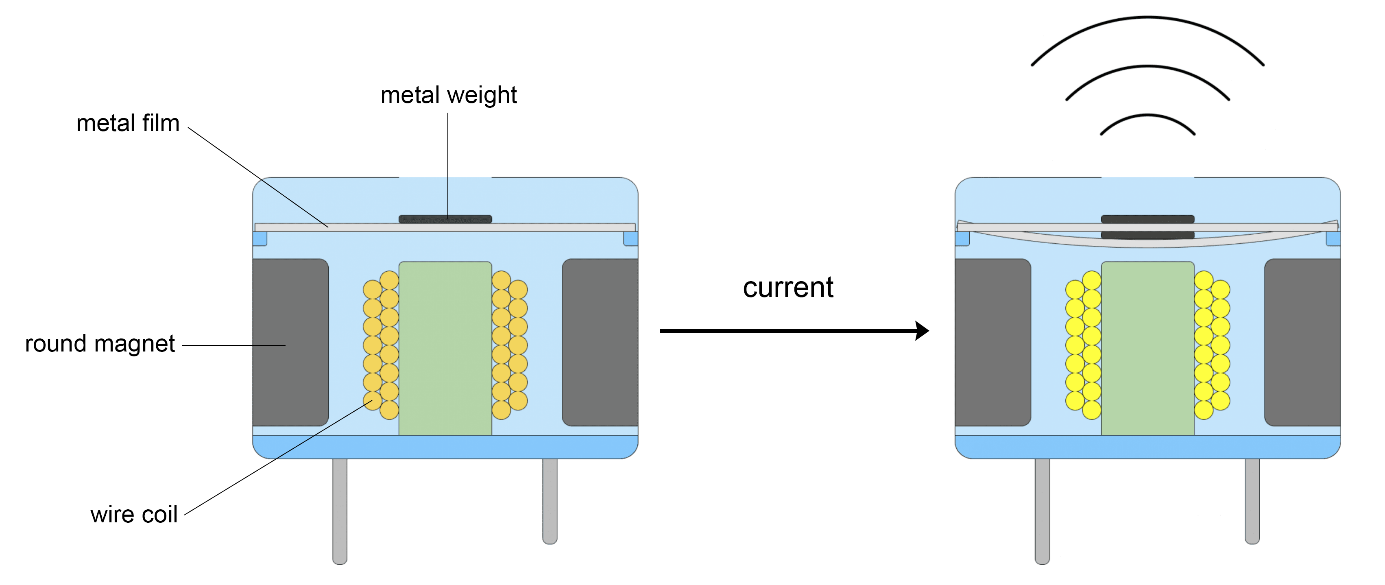 metal weight
metal film
current
round magnet
wire coil